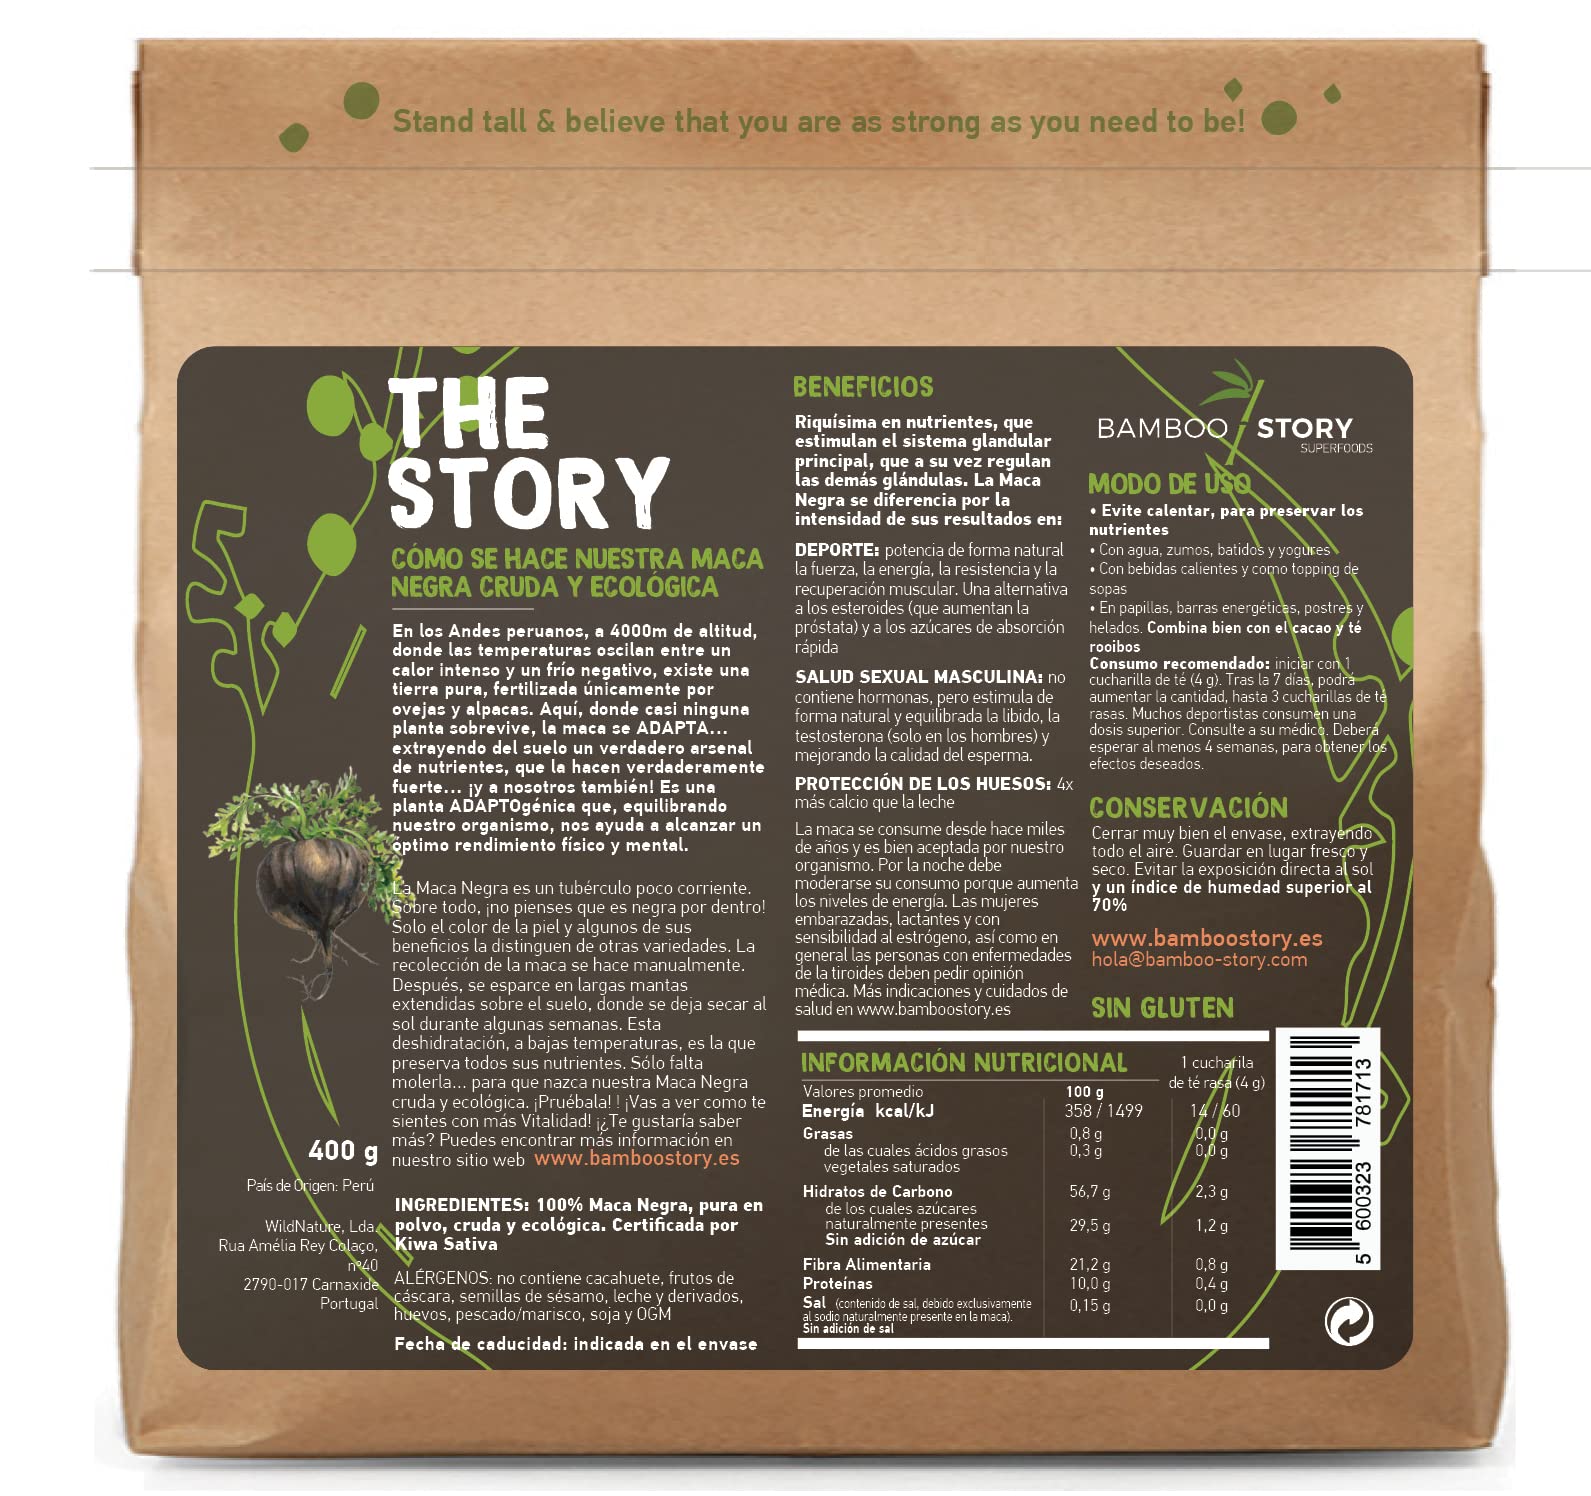 Stand tall & believe that you are as strong as you need to be!
THE
STORY
CÓMO SE HACE NUESTRA MACA
NEGRA CRUDA Y ECOLÓGICA
En los Andes peruanos, a 4000m de altitud,
donde las temperaturas oscilan entre un
calor intenso y un frío negativo, existe una
tierra pura, fertilizada únicamente por
ovejas y alpacas. Aquí, donde casi ninguna
planta sobrevive, la maca se ADAPTA...
extrayendo del suelo un verdadero arsenal
de nutrientes, que la hacen verdaderamente
fuerte... ¡y a nosotros también! Es una
planta ADAPTOgénica que, equilibrando
nuestro organismo, nos ayuda a alcanzar un
óptimo rendimiento físico y mental.
La Maca Negra es un tubérculo poco corriente.
Sobre todo, ¡no pienses que es negra por dentro!
Solo el color de la piel y algunos de sus
beneficios la distinguen de otras variedades. La
recolección de la maca se hace manualmente.
Después, se esparce en largas mantas
extendidas sobre el suelo, donde se deja secar al
sol durante algunas semanas. Esta
deshidratación, a bajas temperaturas, es la que
preserva todos sus nutrientes. Sólo falta
molerla... para que nazca nuestra Maca Negra
cruda y ecológica. ¡Pruébala! ! ¡Vas a ver como te
sientes con más Vitalidad! ¡¿Te gustaría saber
más? Puedes encontrar más información en
nuestro sitio web www.bamboostory.es
INGREDIENTES: 100% Maca Negra, pura en
polvo, cruda y ecológica. Certificada por
Kiwa Sativa
ALÉRGENOS: no contiene cacahuete, frutos de
cáscara, semillas de sésamo, leche y derivados,
huevos, pescado/marisco, soja y OGM
Fecha de caducidad: indicada en el envase
400 g
País de Origen: Perú
WildNature, Lda.
Rua Amélia Rey Colaço,
nº40
2790-017 Carnaxide
Portugal
BENEFICIOS
Riquísima en nutrientes, que
estimulan el sistema glandular
principal, que a su vez regulan
las demás glándulas. La Maca
Negra se diferencia por la
intensidad de sus resultados en:
DEPORTE: potencia de forma natural
la fuerza, la energía, la resistencia y la
recuperación muscular. Una alternativa
a los esteroides (que aumentan la
próstata) y a los azúcares de absorción
rápida
SALUD SEXUAL MASCULINA: no
contiene hormonas, pero estimula de
forma natural y equilibrada la libido, la
testosterona (solo en los hombres) y
mejorando la calidad del esperma.
PROTECCIÓN DE LOS HUESOS: 4x
más calcio que la leche
La maca se consume desde hace miles
de años y es bien aceptada por nuestro
organismo. Por la noche debe
moderarse su consumo porque aumenta
los niveles de energía. Las mujeres
embarazadas, lactantes y con
sensibilidad al estrógeno, así como en
general las personas con enfermedades
de la tiroides deben pedir opinión
médica. Más indicaciones y cuidados de
salud en www.bamboostory.es
BAMBOO STORY
SUPERFOODS
MODO DE USO
• Evite calentar, para preservar los
nutrientes
• Con agua, zumos, batidos y yogures
• Con bebidas calientes y como topping de
sopas
• En papillas, barras energéticas, postres y
helados. Combina bien con el cacao y té
rooibos
Consumo recomendado: iniciar con 1
cucharilla de té (4 g). Tras la 7 días, podrá
aumentar la cantidad, hasta 3 cucharillas de té
rasas. Muchos deportistas consumen una
dosis superior. Consulte a su médico. Deberá
esperar al menos 4 semanas, para obtener los
efectos deseados.
CONSERVACIÓN
Cerrar muy bien el envase, extrayendo
todo el aire. Guardar en lugar fresco y
seco. Evitar la exposición directa al sol
y un índice de humedad superior al
70%
www.bamboostory.es
hola@bamboo-story.com
SIN GLUTEN
INFORMACIÓN NUTRICIONAL 1 cucharila
de té rasa (4 g)
Valores promedio 100 g
Energía kcal/kJ 358 / 1499 14 / 60
Grasas 0,8 g 0,0 g
de las cuales ácidos grasos 0,3 g 0,0 g
vegetales saturados
Hidratos de Carbono 56,7 g 2,3 g
de los cuales azúcares
naturalmente presentes 29,5 g 1,2 g
Sin adición de azúcar
Fibra Alimentaria 21,2 g 0,8 g
Proteínas 10,0 g 0,4 g
Sal (contenido de sal, debido exclusivamente 0,15 g 0,0 g
al sodio naturalmente presente en la maca).
Sin adición de sal
5 600323 781713